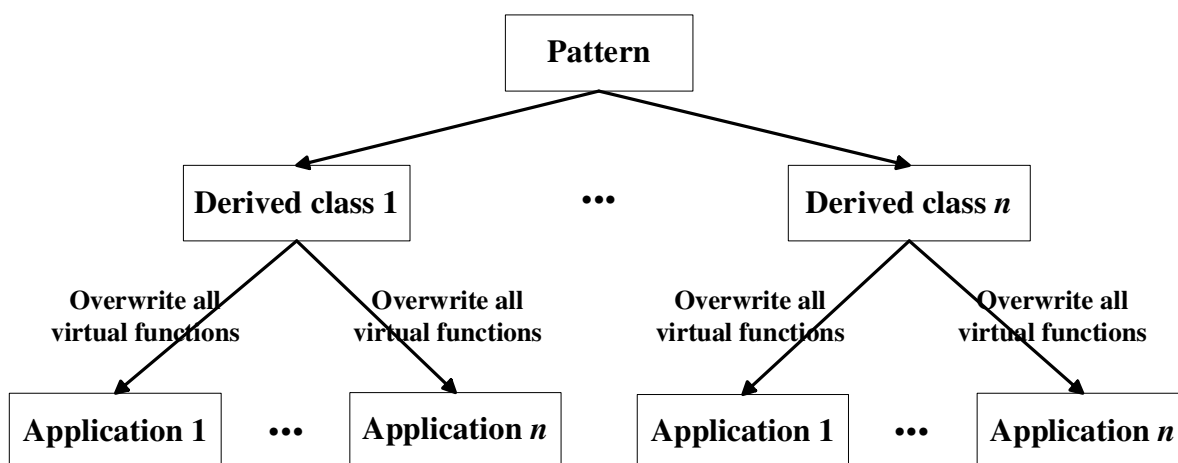 Pattern
Derived class 1
...
Derived class n
Overwrite all
virtual functions
Overwrite all
virtual functions
Overwrite all
virtual functions
Overwrite all
virtual functions
Application 1
...
Application n
Application 1
...
Application n